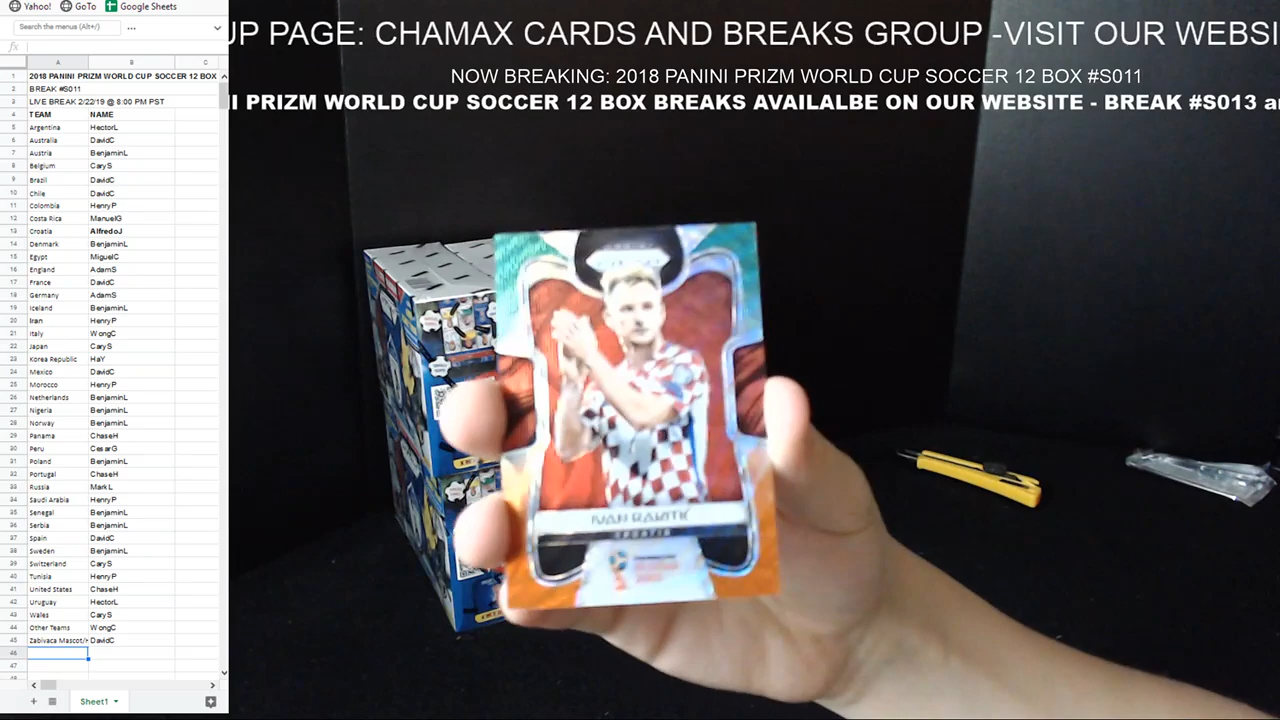 Yahoo!
GoTo
Google Sheets
Search the menus (Alt+/)
fx
A B C
1 2018 PANINI PRIZM WORLD CUP SOCCER 12 BOX
2 BREAK #S011
3 LIVE BREAK 2/22/19 @ 8:00 PM PST
4 TEAM NAME
5 Argentina HectorL
6 Australia DavidC
7 Austria BenjaminL
8 Belgium CaryS
9 Brazil DavidC
10 Chile DavidC
11 Colombia HenryP
12 Costa Rica ManuelG
13 Croatia AlfredoJ
14 Denmark BenjaminL
15 Egypt MiguelC
16 England AdamS
17 France DavidC
18 Germany AdamS
19 Iceland BenjaminL
20 Iran HenryP
21 Italy WongC
22 Japan CaryS
23 Korea Republic HaY
24 Mexico DavidC
25 Morocco HenryP
26 Netherlands BenjaminL
27 Nigeria BenjaminL
28 Norway BenjaminL
29 Panama ChaseH
30 Peru CesarG
31 Poland BenjaminL
32 Portugal ChaseH
33 Russia MarkL
34 Saudi Arabia HenryP
35 Senegal BenjaminL
36 Serbia BenjaminL
37 Spain DavidC
38 Sweden BenjaminL
39 Switzerland CaryS
40 Tunisia HenryP
41 United States ChaseH
42 Uruguay HectorL
43 Wales CaryS
44 Other Teams WongC
45 Zabivaca Mascot/ DavidC
46
47
Sheet1
UP PAGE: CHAMAX CARDS AND BREAKS GROUP -VISIT OUR WEBSI
NOW BREAKING: 2018 PANINI PRIZM WORLD CUP SOCCER 12 BOX #S011
NI PRIZM WORLD CUP SOCCER 12 BOX BREAKS AVAILALBE ON OUR WEBSITE - BREAK #S013 an
IVAN RAKITIC
CROATIA